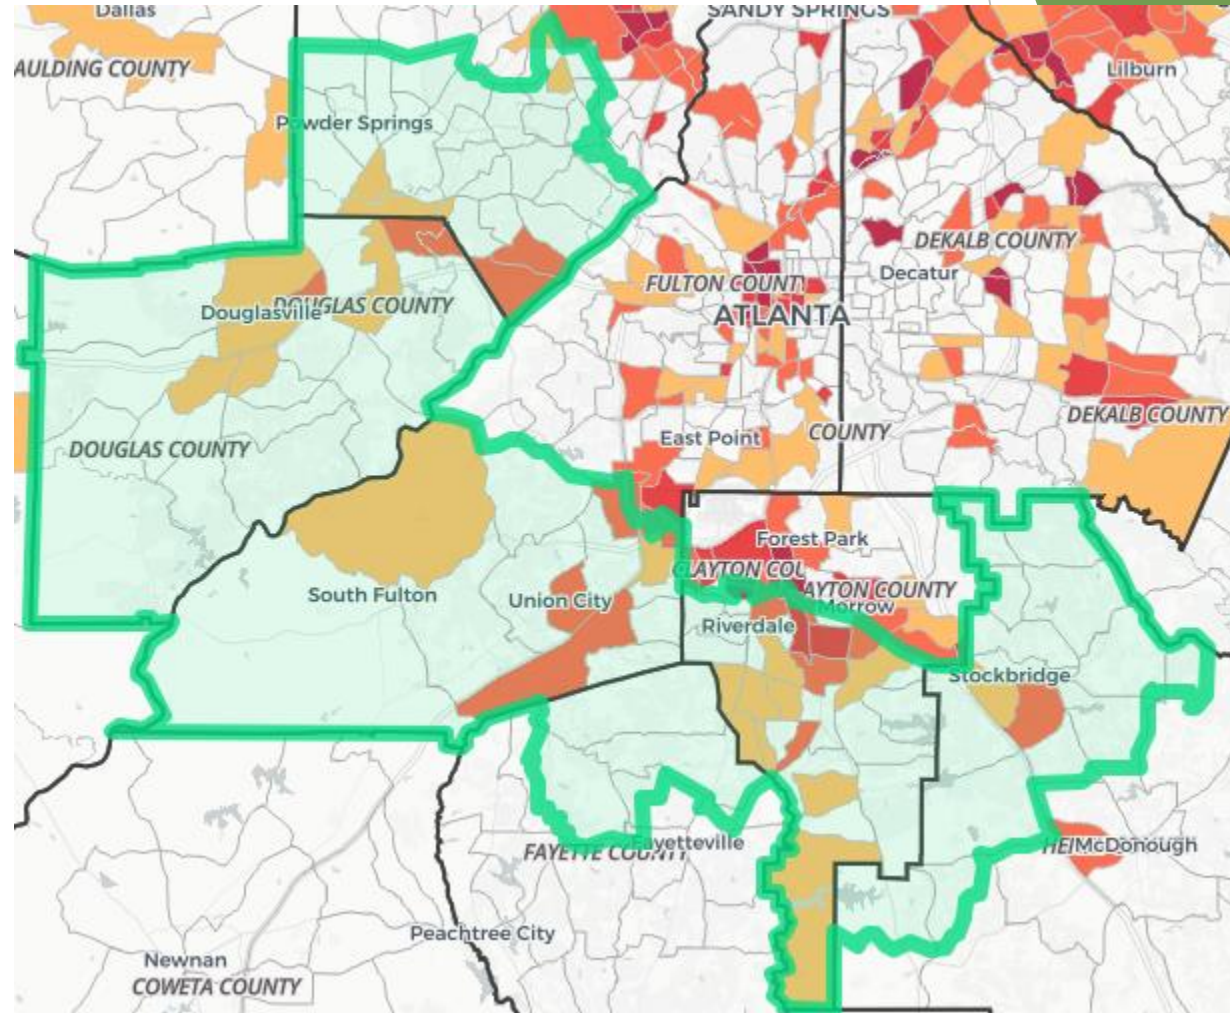 Dallas
SANDY SPRINGS
AULDING COUNTY
Lilburn
Powder Springs
DEKALB COUNTY
Decatur
FULTON COUNT
DOUGLAS COUNTY
Douglasville
ATLANTA
DEKALB COUNTY
East Point
COUNTY
DOUGLAS COUNTY
Forest Park
CLAYTON COU
AYTON COUNTY
South Fulton
Union City
Morrow
Riverdale
Stockbridge
Fayetteville
FAYETTE COUNTY
HE
McDonough
Peachtree City
Newnan
COWETA COUNTY